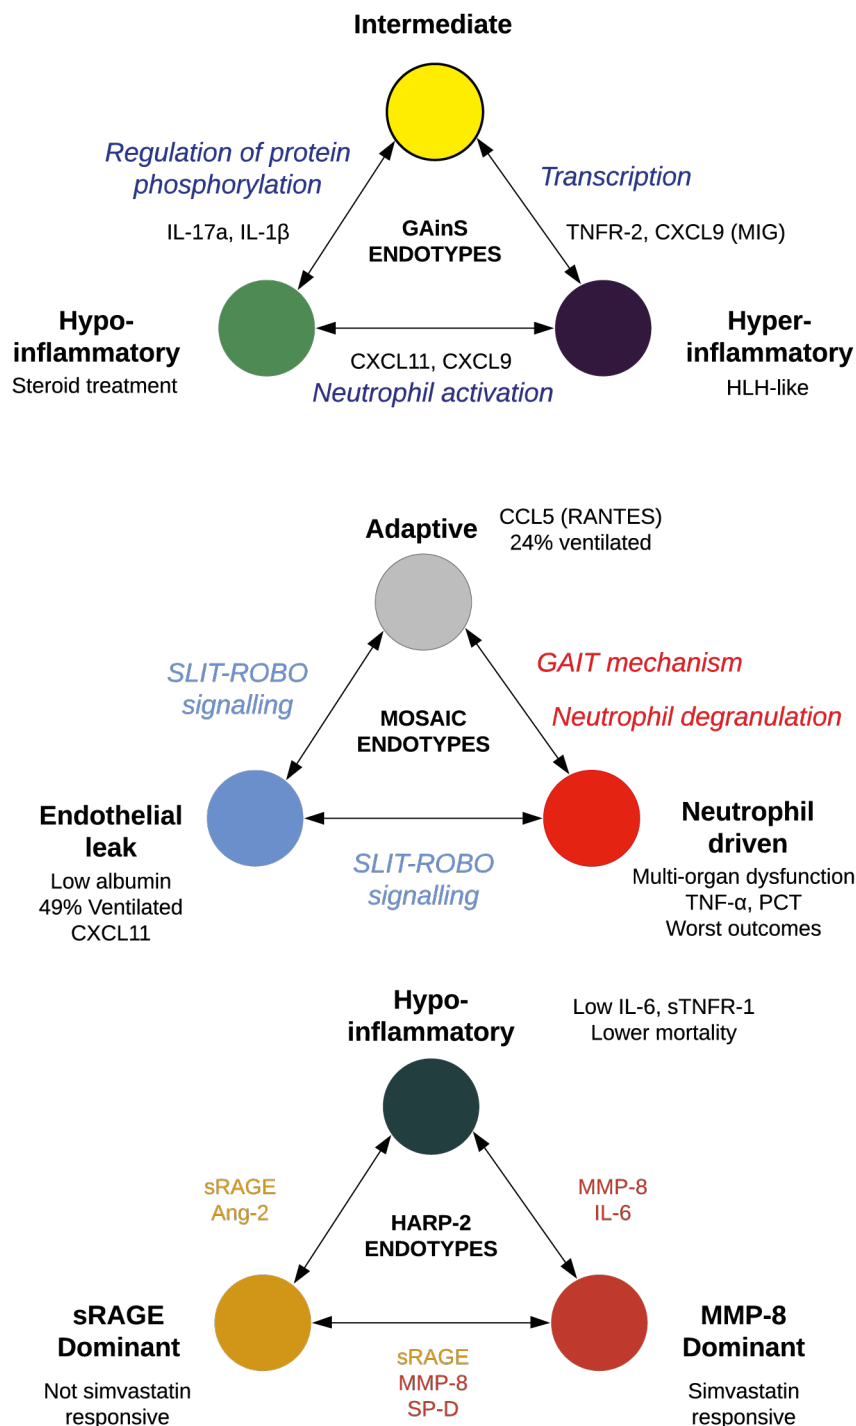 Intermediate
Regulation of protein
phosphorylation
Transcription
IL-17a, IL-1β
GAinS
ENDOTYPES
TNFR-2, CXCL9 (MIG)
Hypo-
inflammatory
Steroid treatment
CXCL11, CXCL9
Neutrophil activation
Hyper-
inflammatory
HLH-like
Adaptive
CCL5 (RANTES)
24% ventilated
SLIT-ROBO
signalling
GAIT mechanism
Neutrophil degranulation
MOSAIC
ENDOTYPES
Endothelial
leak
Low albumin
49% Ventilated
CXCL11
SLIT-ROBO
signalling
Neutrophil
driven
Multi-organ dysfunction
TNF-α, PCT
Worst outcomes
Hypo-
inflammatory
Low IL-6, sTNFR-1
Lower mortality
sRAGE
Ang-2
HARP-2
ENDOTYPES
MMP-8
IL-6
sRAGE
Dominant
Not simvastatin
responsive
sRAGE
MMP-8
SP-D
MMP-8
Dominant
Simvastatin
responsive